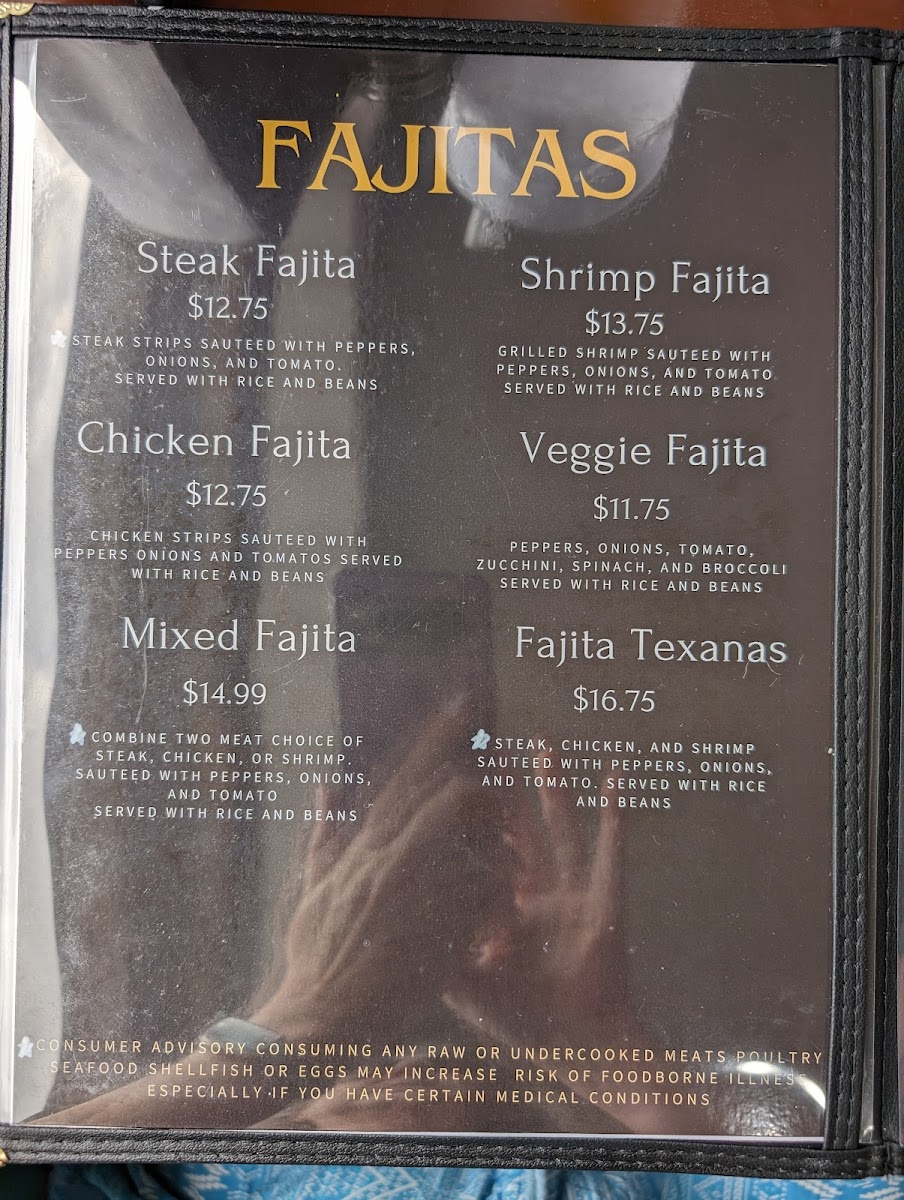 FAJITAS
Steak Fajita
$12.75
STEAK STRIPS SAUTEED WITH PEPPERS,
ONIONS, AND TOMATO.
SERVED WITH RICE AND BEANS
Chicken Fajita
$12.75
CHICKEN STRIPS SAUTEED WITH
PEPPERS ONIONS AND TOMATOS SERVED
WITH RICE AND BEANS
Mixed Fajita
$14.99
COMBINE TWO MEAT CHOICE OF
STEAK, CHICKEN, OR SHRIMP.
SAUTEED WITH PEPPERS, ONIONS,
AND TOMATO
SERVED WITH RICE AND BEANS
Shrimp Fajita
$13.75
GRILLED SHRIMP SAUTEED WITH
PEPPERS, ONIONS, AND TOMATO
SERVED WITH RICE AND BEANS
Veggie Fajita
$11.75
PEPPERS, ONIONS, TOMATO,
ZUCCHINI, SPINACH, AND BROCCOLI
SERVED WITH RICE AND BEANS
Fajita Texanas
$16.75
STEAK, CHICKEN, AND SHRIMP
SAUTEED WITH PEPPERS, ONIONS,
AND TOMATO. SERVED WITH RICE
AND BEANS
CONSUMER ADVISORY CONSUMING ANY RAW OR UNDERCOOKED MEATS POULTRY
SEAFOOD SHELLFISH OR EGGS MAY INCREASE RISK OF FOODBORNE ILLNESS
ESPECIALLY IF YOU HAVE CERTAIN MEDICAL CONDITIONS